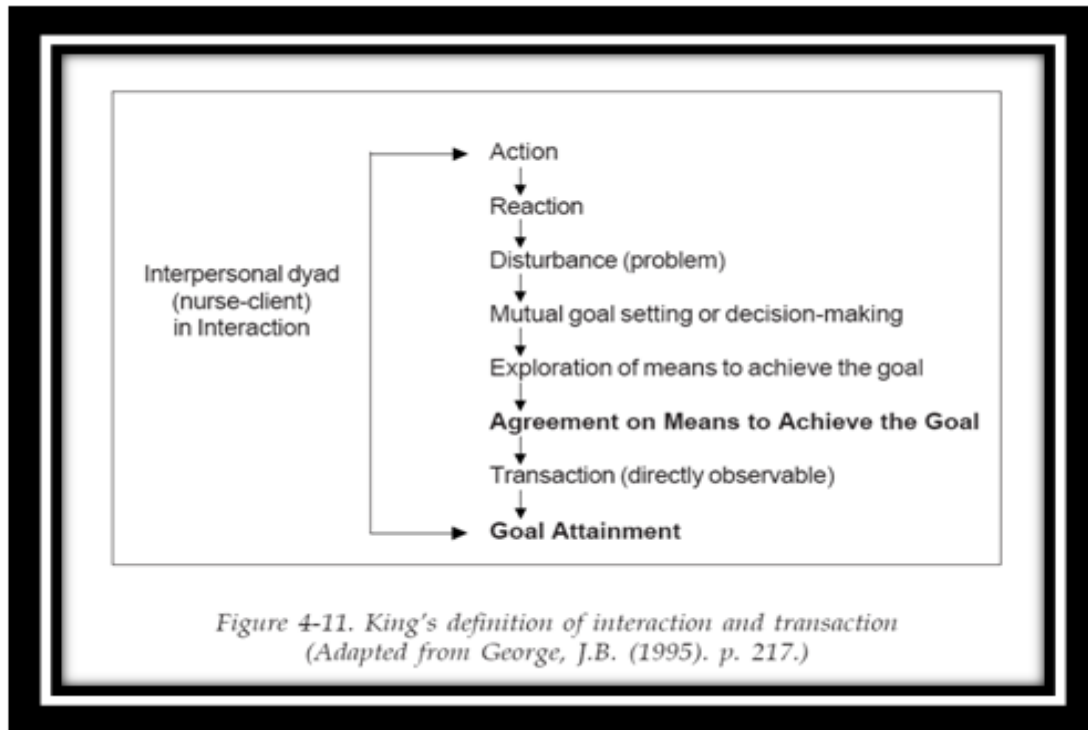 Interpersonal dyad
(nurse-client)
in Interaction
Action
Reaction
Disturbance (problem)
Mutual goal setting or decision-making
Exploration of means to achieve the goal
Agreement on Means to Achieve the Goal
Transaction (directly observable)
Goal Attainment
Figure 4-11. King's definition of interaction and transaction
(Adapted from George, J.B. (1995). p. 217.)